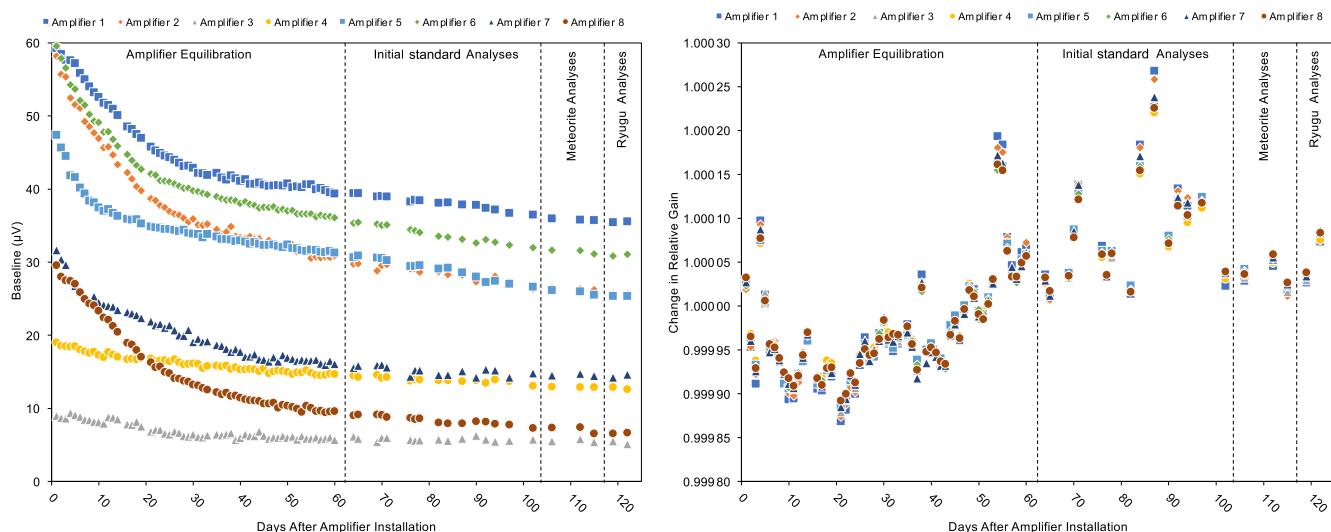 Amplifier 1 Amplifier 2 Amplifier 3 Amplifier 4 Amplifier 5 Amplifier 6 Amplifier 7 Amplifier 8
60
50
40
30
20
10
0
Baseline (µV)
Amplifier Equilibration
Initial standard Analyses
Meteorite Analyses
Ryugu Analyses
0 10 20 30 40 50 60 70 80 90 100 110 120
Days After Amplifier Installation
Amplifier 1 Amplifier 2 Amplifier 3 Amplifier 4 Amplifier 5 Amplifier 6 Amplifier 7 Amplifier 8
1.00030
1.00025
1.00020
1.00015
1.00010
1.00005
1.00000
0.99995
0.99990
0.99985
0.99980
Change in Relative Gain
Amplifier Equilibration
Initial standard Analyses
Meteorite Analyses
Ryugu Analyses
0 10 20 30 40 50 60 70 80 90 100 110 120
Days After Amplifier Installation